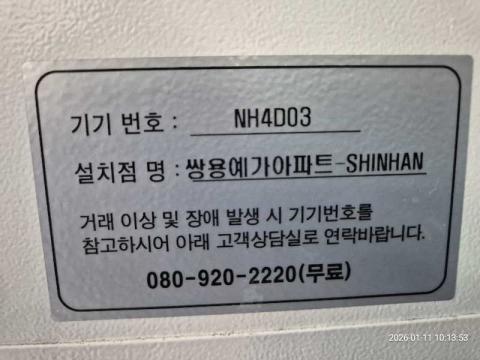 기기 번호 : NH4D03
설치점 명 : 쌍용예가아파트-SHINHAN
거래 이상 및 장애 발생 시 기기번호를
참고하시어 아래 고객상담실로 연락바랍니다.
080-920-2220(무료)
2026-01-11 10:13:53